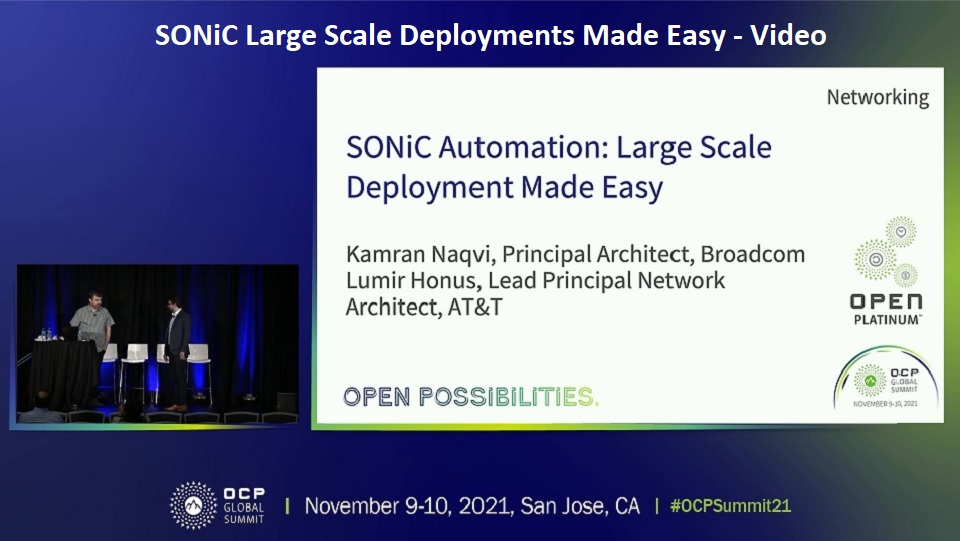 SONiC Large Scale Deployments Made Easy - Video
Networking
SONiC Automation: Large Scale
Deployment Made Easy
Kamran Naqvi, Principal Architect, Broadcom
Lumir Honus, Lead Principal Network
Architect, AT&T
OPEN
PLATINUM™
OPEN POSSIBILITIES.
OCP
GLOBAL
SUMMIT
NOVEMBER 9-10, 2021
OCP
GLOBAL
SUMMIT
November 9-10, 2021, San Jose, CA
#OCPSummit21